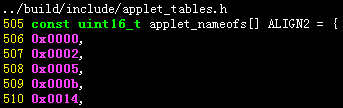 ../build/include/applet_tables.h
505 const uint16_t applet_nameofs[] ALIGN2 = {
506 0x0000,
507 0x0002,
508 0x0005,
509 0x000b,
510 0x0014,